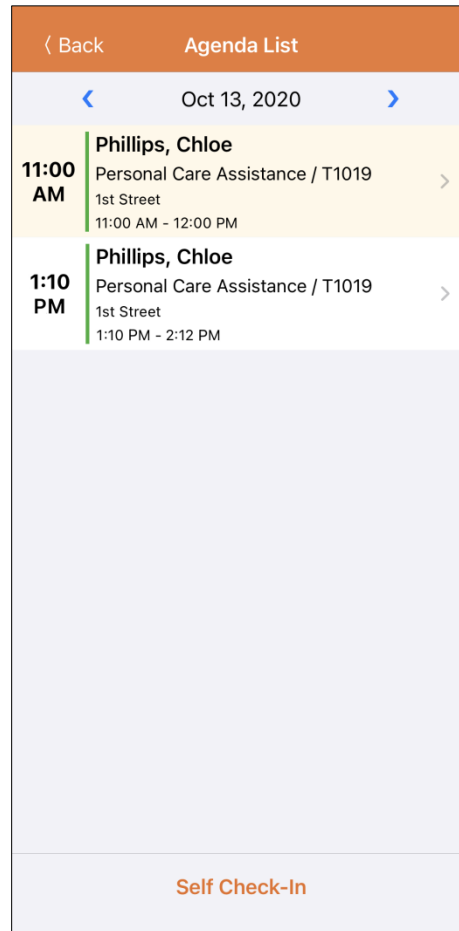 Back Agenda List
Oct 13, 2020
11:00
AM
Phillips, Chloe
Personal Care Assistance / T1019
1st Street
11:00 AM - 12:00 PM
1:10
PM
Phillips, Chloe
Personal Care Assistance / T1019
1st Street
1:10 PM - 2:12 PM
Self Check-In